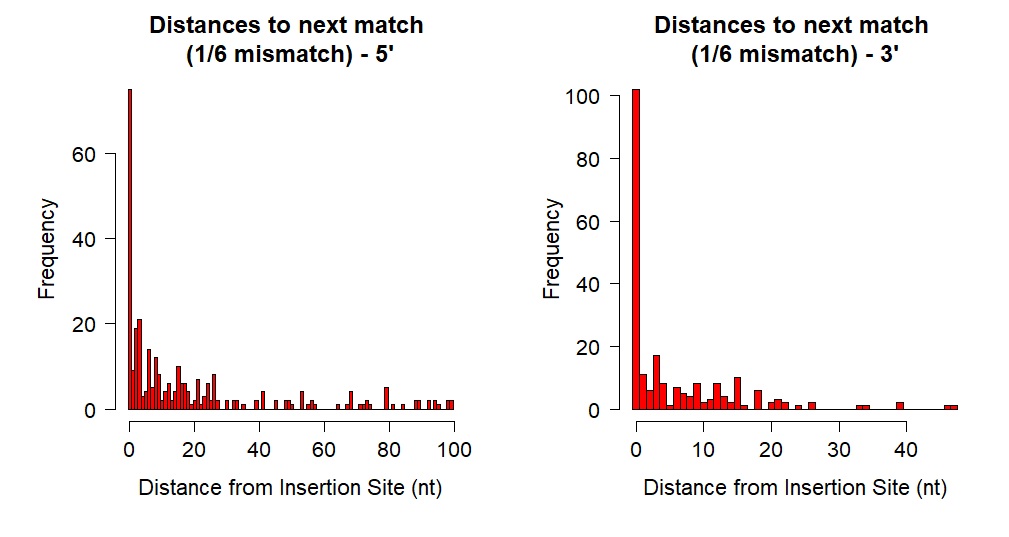 Distances to next match
(1/6 mismatch) - 5'
Frequency
60
40
20
0
0 20 40 60 80 100
Distance from Insertion Site (nt)
Distances to next match
(1/6 mismatch) - 3'
Frequency
100
80
60
40
20
0
0 10 20 30 40
Distance from Insertion Site (nt)